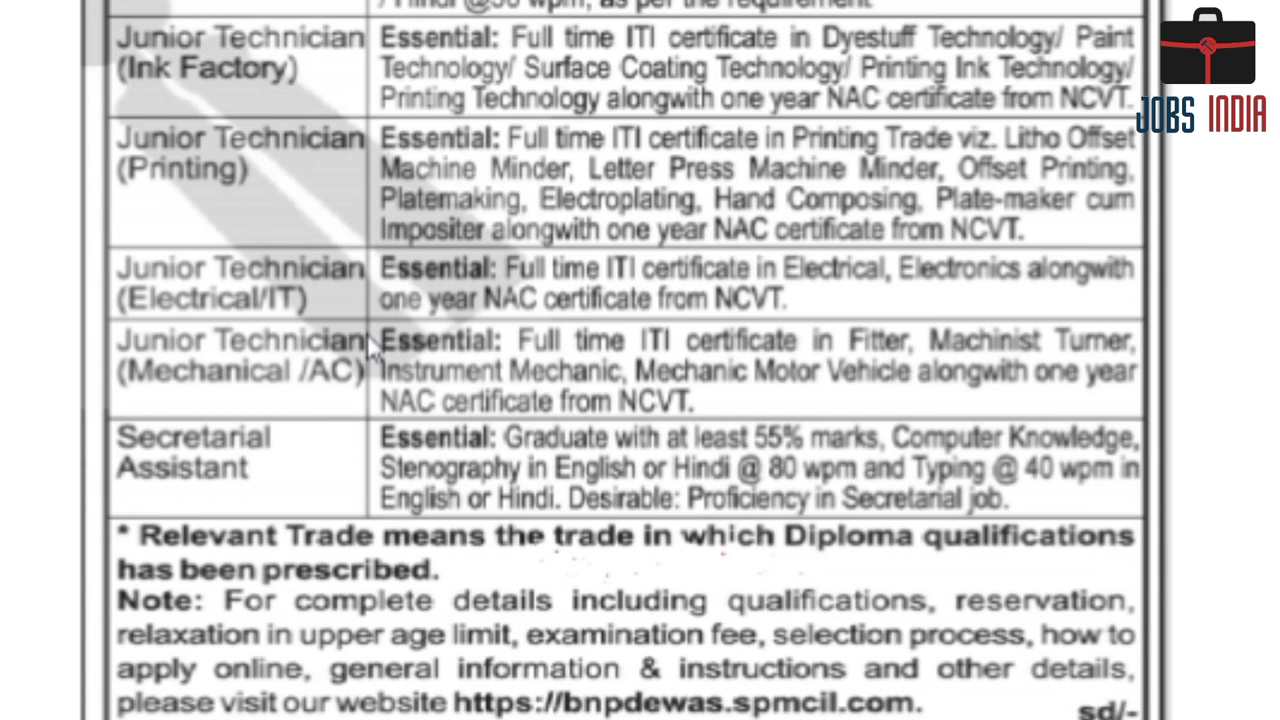 / Hindi @30 wpm, as per the requirement
Junior Technician
(Ink Factory)
Essential: Full time ITI certificate in Dyestuff Technology/ Paint
Technology/ Surface Coating Technology/ Printing Ink Technology/
Printing Technology alongwith one year NAC certificate from NCVT.
JOBS INDIA
Junior Technician
(Printing)
Essential: Full time ITI certificate in Printing Trade viz. Litho Offset
Machine Minder, Letter Press Machine Minder, Offset Printing,
Platemaking, Electroplating, Hand Composing, Plate-maker cum
Impositer alongwith one year NAC certificate from NCVT.
Junior Technician
(Electrical/IT)
Essential: Full time ITI certificate in Electrical, Electronics alongwith
one year NAC certificate from NCVT.
Junior Technician
(Mechanical /AC)
Essential: Full time ITI certificate in Fitter, Machinist Turner,
Instrument Mechanic, Mechanic Motor Vehicle alongwith one year
NAC certificate from NCVT.
Secretarial
Assistant
Essential: Graduate with at least 55% marks, Computer Knowledge,
Stenography in English or Hindi @ 80 wpm and Typing @ 40 wpm in
English or Hindi. Desirable: Proficiency in Secretarial job.
* Relevant Trade means the trade in which Diploma qualifications
has been prescribed.
Note: For complete details including qualifications, reservation,
relaxation in upper age limit, examination fee, selection process, how to
apply online, general information & instructions and other details,
please visit our website https://bnpdewas.spmcil.com.
sd/-